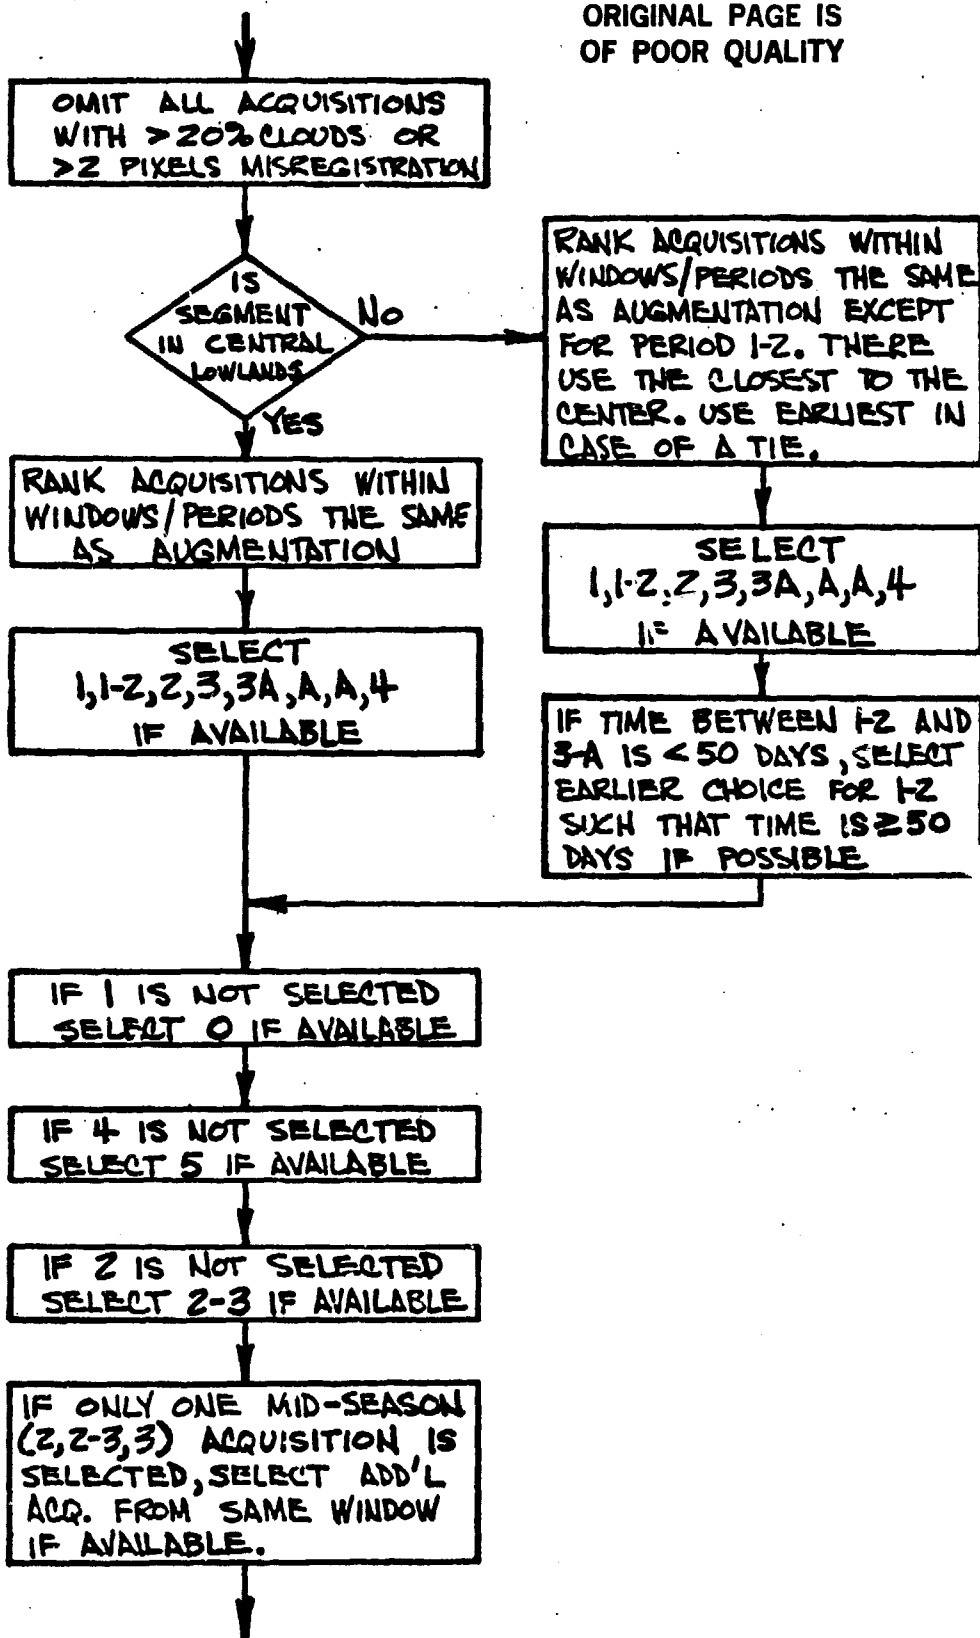 ORIGINAL PAGE IS
OF POOR QUALITY
OMIT ALL ACQUISITIONS
WITH >20% CLOUDS OR
>2 PIXELS MISREGISTRATION
IS
SEGMENT
IN CENTRAL
LOWLANDS
NO
YES
RANK ACQUISITIONS WITHIN
WINDOWS/PERIODS THE SAME
AS AUGMENTATION EXCEPT
FOR PERIOD 1-2. THERE
USE THE CLOSEST TO THE
CENTER. USE EARLIEST IN
CASE OF A TIE.
SELECT
1,1-2,2,3,3A,A,A,4
IF AVAILABLE
IF TIME BETWEEN 1-2 AND
3-A IS <50 DAYS, SELECT
EARLIER CHOICE FOR 1-2
SUCH THAT TIME IS ≥50
DAYS IF POSSIBLE
RANK ACQUISITIONS WITHIN
WINDOWS/PERIODS THE SAME
AS AUGMENTATION
SELECT
1,1-2,2,3,3A,A,A,4
IF AVAILABLE
IF 1 IS NOT SELECTED
SELECT 0 IF AVAILABLE
IF 4 IS NOT SELECTED
SELECT 5 IF AVAILABLE
IF 2 IS NOT SELECTED
SELECT 2-3 IF AVAILABLE
IF ONLY ONE MID-SEASON
(2,2-3,3) ACQUISITION IS
SELECTED, SELECT ADD'L
ACQ. FROM SAME WINDOW
IF AVAILABLE.